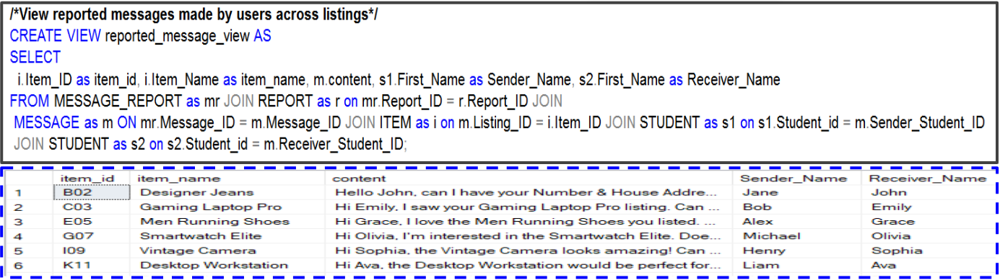 /*View reported messages made by users across listings*/
CREATE VIEW reported_message_view AS
SELECT
i.Item_ID as item_id, i.Item_Name as item_name, m.content, s1.First_Name as Sender_Name, s2.First_Name as Receiver_Name
FROM MESSAGE_REPORT as mr JOIN REPORT as r on mr.Report_ID = r.Report_ID JOIN
MESSAGE as m ON mr.Message_ID = m.Message_ID JOIN ITEM as i on m.Listing_ID = i.Item_ID JOIN STUDENT as s1 on s1.Student_id = m.Sender_Student_ID
JOIN STUDENT as s2 on s2.Student_id = m.Receiver_Student_ID;
item_id item_name content Sender_Name Receiver_Name
1 B02 Designer Jeans Hello John, can I have your Number & House Addre... Jane John
2 C03 Gaming Laptop Pro Hi Emily, I saw your Gaming Laptop Pro listing. Can ... Bob Emily
3 E05 Men Running Shoes Hi Grace, I love the Men Running Shoes you listed. ... Alex Grace
4 G07 Smartwatch Elite Hi Olivia, I'm interested in the Smartwatch Elite. Doe... Michael Olivia
5 I09 Vintage Camera Hi Sophia, the Vintage Camera looks amazing! Can ... Henry Sophia
6 K11 Desktop Workstation Hi Ava, the Desktop Workstation would be perfect for... Liam Ava